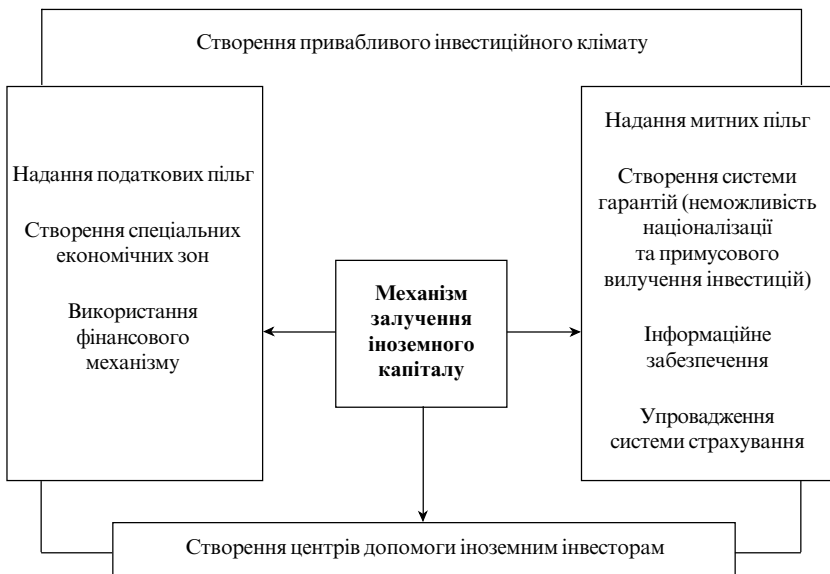 Створення привабливого інвестиційного клімату
Надання податкових пільг
Створення спеціальних
економічних зон
Використання
фінансового
механізму
Механізм
залучення
іноземного
капіталу
Надання митних пільг
Створення системи
гарантій (неможливість
націоналізації
та примусового
вилучення інвестицій)
Інформаційне
забезпечення
Упровадження
системи страхування
Створення центрів допомоги іноземним інвесторам